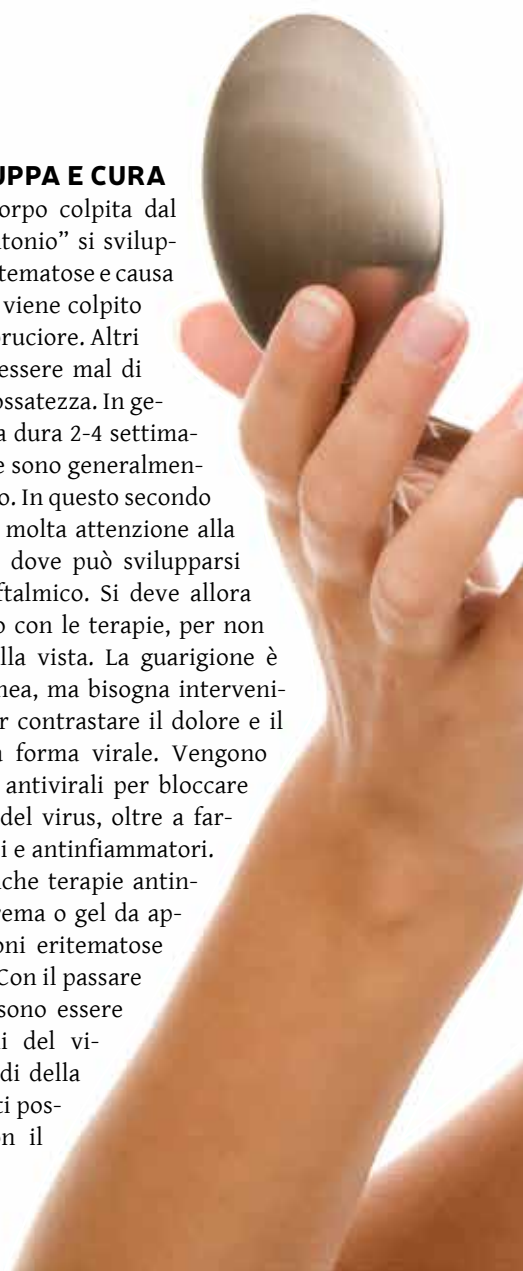 UPPA E CURA
orpo colpita dal
tonio” si svilup-
tematose e causa
viene colpito
bruciore. Altri
essere mal di
ossatezza. In ge-
a dura 2-4 settima-
e sono generalmen-
o. In questo secondo
molta attenzione alla
dove può svilupparsi
ftalmico. Si deve allora
o con le terapie, per non
lla vista. La guarigione è
nea, ma bisogna interveni-
r contrastare il dolore e il
a forma virale. Vengono
antivirali per bloccare
del virus, oltre a far-
i e antinfiammatori.
che terapie antin-
rema o gel da ap-
oni eritematose
Con il passare
sono essere
i del vi-
di della
ti pos-
n il